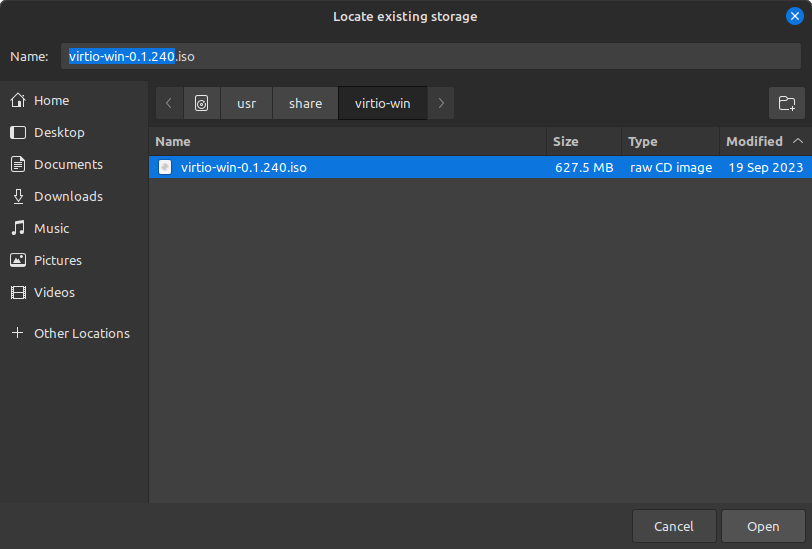 Locate existing storage
Name: virtio-win-0.1.240.iso
usr share virtio-win
Home
Desktop
Documents
Downloads
Music
Pictures
Videos
Other Locations
Name Size Type Modified
virtio-win-0.1.240.iso 627.5 MB raw CD image 19 Sep 2023
Cancel Open